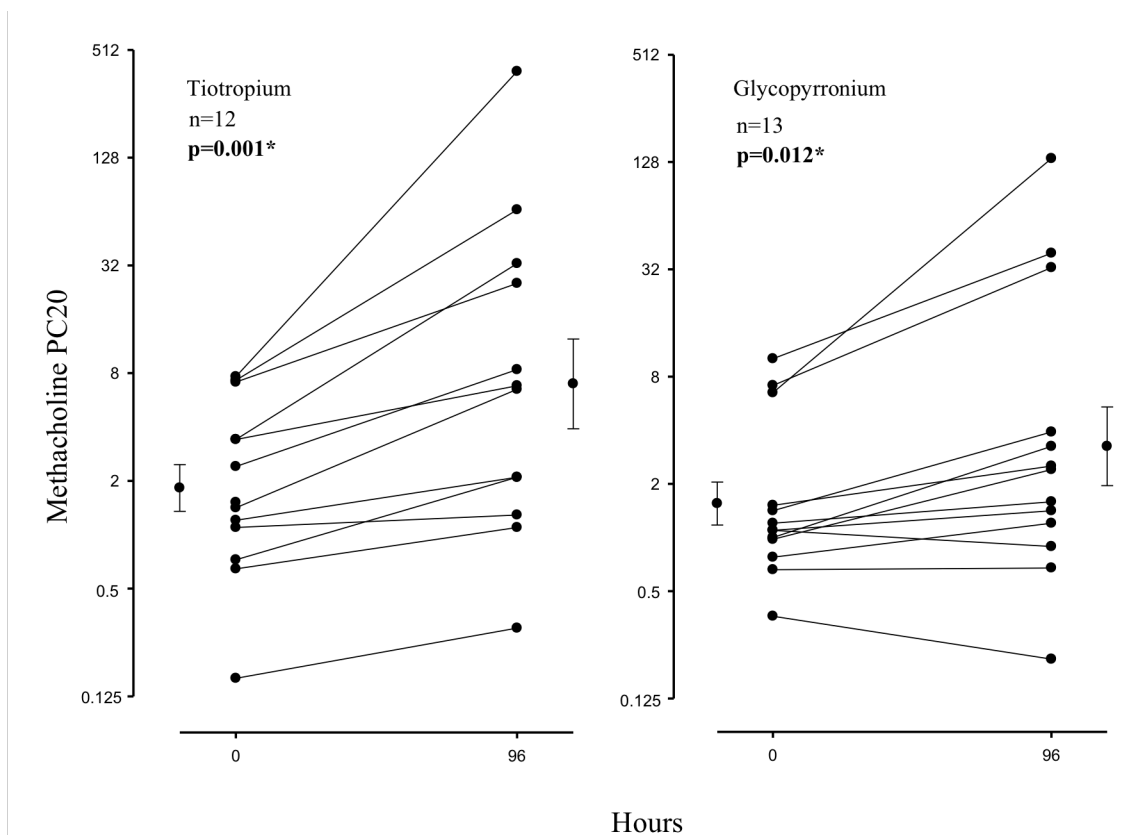 Methacholine PC20
512
128
32
8
2
0.5
0.125
Tiotropium
n=12
p=0.001*
0
96
512
128
32
8
2
0.5
0.125
Glycopyrronium
n=13
p=0.012*
0
96
Hours